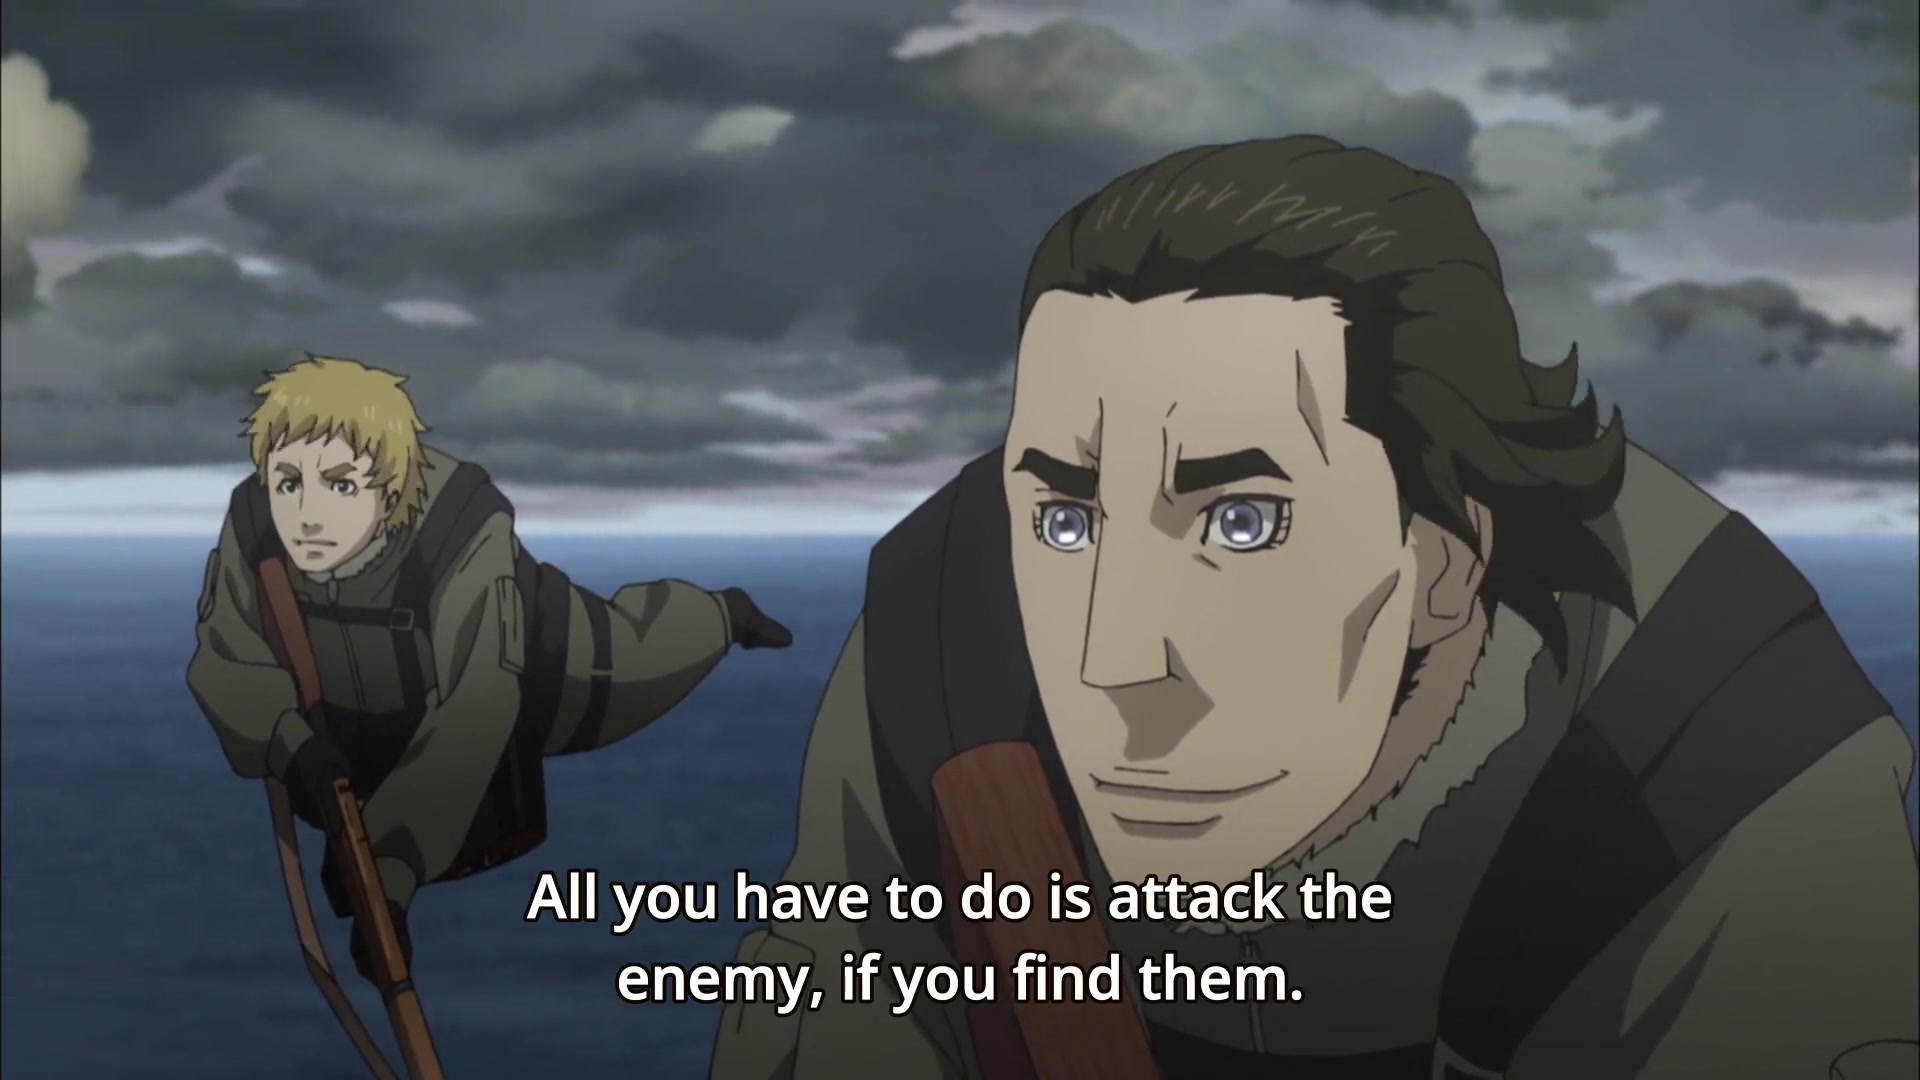 All you have to do is attack the
enemy, if you find them.